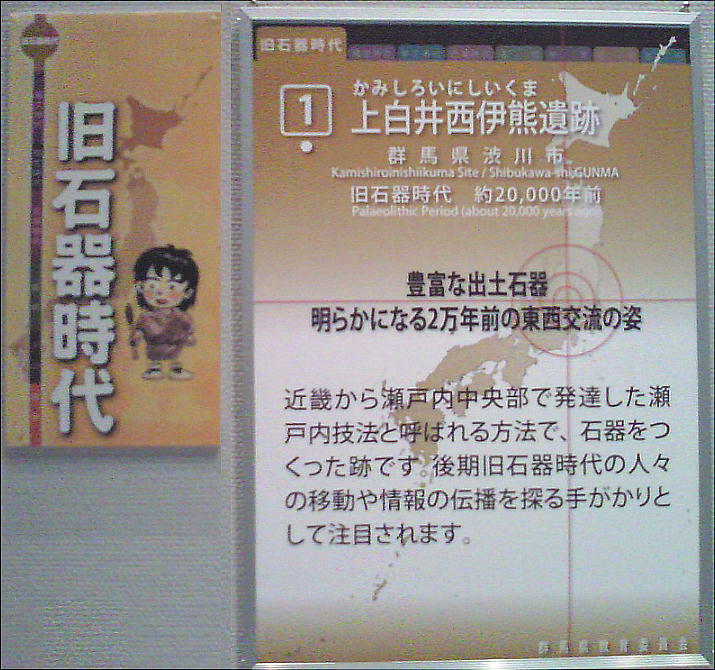 旧石器時代
旧石器時代
1
かみしろいにしいくま
上白井西伊熊遺跡
群馬県渋川市
Kamishiroinishiikuma Site / Shibukawa-shi,GUNMA
旧石器時代 約20,000年前
Palaeolithic Period (about 20,000 years ago)
豊富な出土石器
明らかになる2万年前の東西交流の姿
近畿から瀬戸内中央部で発達した瀬
戸内技法と呼ばれる方法で、石器をつ
くった跡です。後期旧石器時代の人々
の移動や情報の伝播を探る手がかりと
して注目されます。
群馬県教育委員会